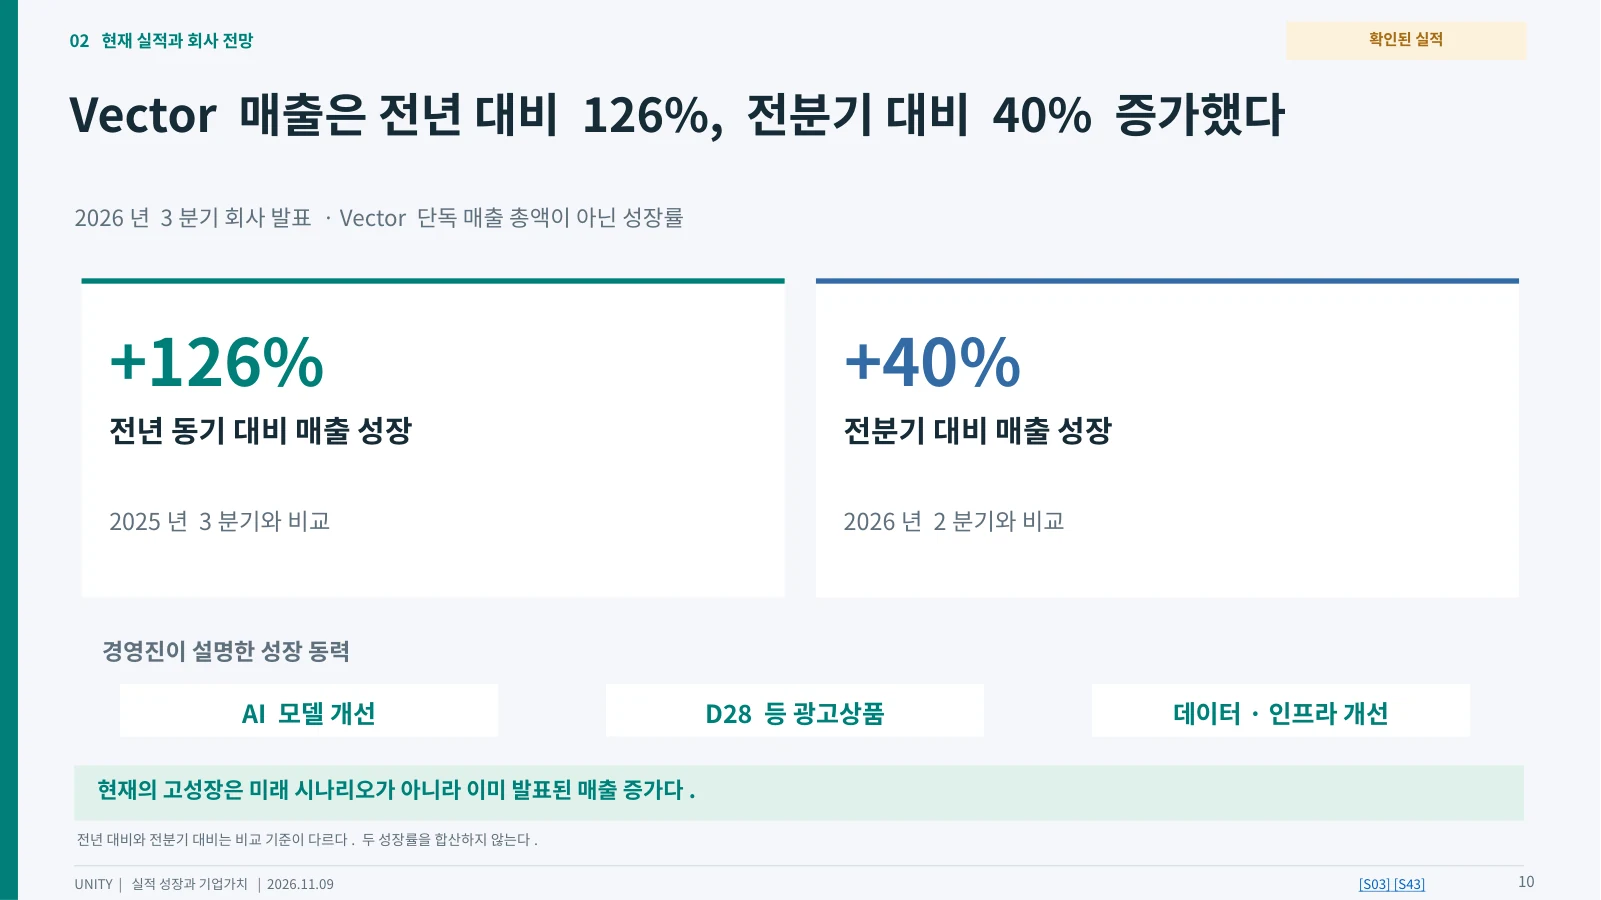 02 현재 실적과 회사 전망
확인된 실적
Vector 매출은 전년 대비 126%, 전분기 대비 40% 증가했다
2026 년 3 분기 회사 발표 · Vector 단독 매출 총액이 아닌 성장률
+126%
전년 동기 대비 매출 성장
2025 년 3 분기와 비교
+40%
전분기 대비 매출 성장
2026 년 2 분기와 비교
경영진이 설명한 성장 동력
AI 모델 개선
D28 등 광고상품
데이터 · 인프라 개선
현재의 고성장은 미래 시나리오가 아니라 이미 발표된 매출 증가다 .
전년 대비와 전분기 대비는 비교 기준이 다르다 . 두 성장률을 합산하지 않는다 .
UNITY | 실적 성장과 기업가치 | 2026.11.09
[S03] [S43]
10